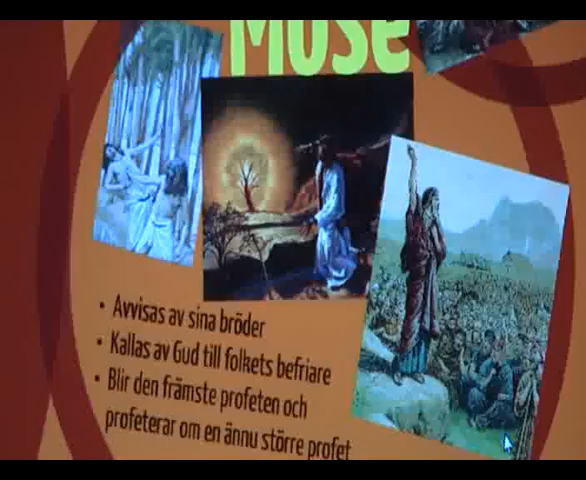 Mose
• Avvisas av sina bröder
• Kallas av Gud till folkets befriare
• Blir den främste profeten och
profeterar om en ännu större profet